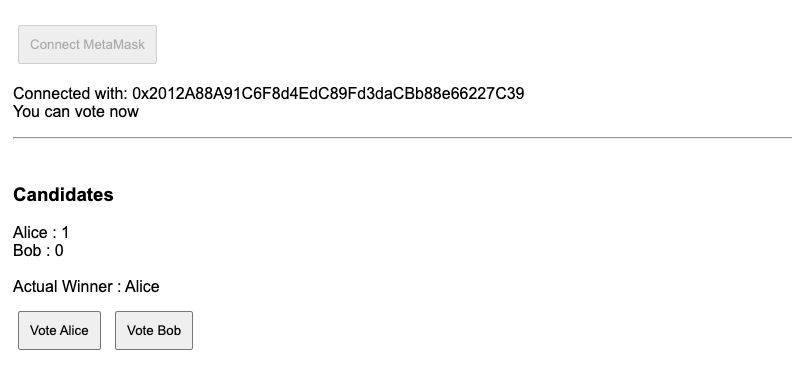 Connect MetaMask
Connected with: 0x2012A88A91C6F8d4EdC89Fd3daCBb88e66227C39
You can vote now
Candidates
Alice : 1
Bob : 0
Actual Winner : Alice
Vote Alice Vote Bob